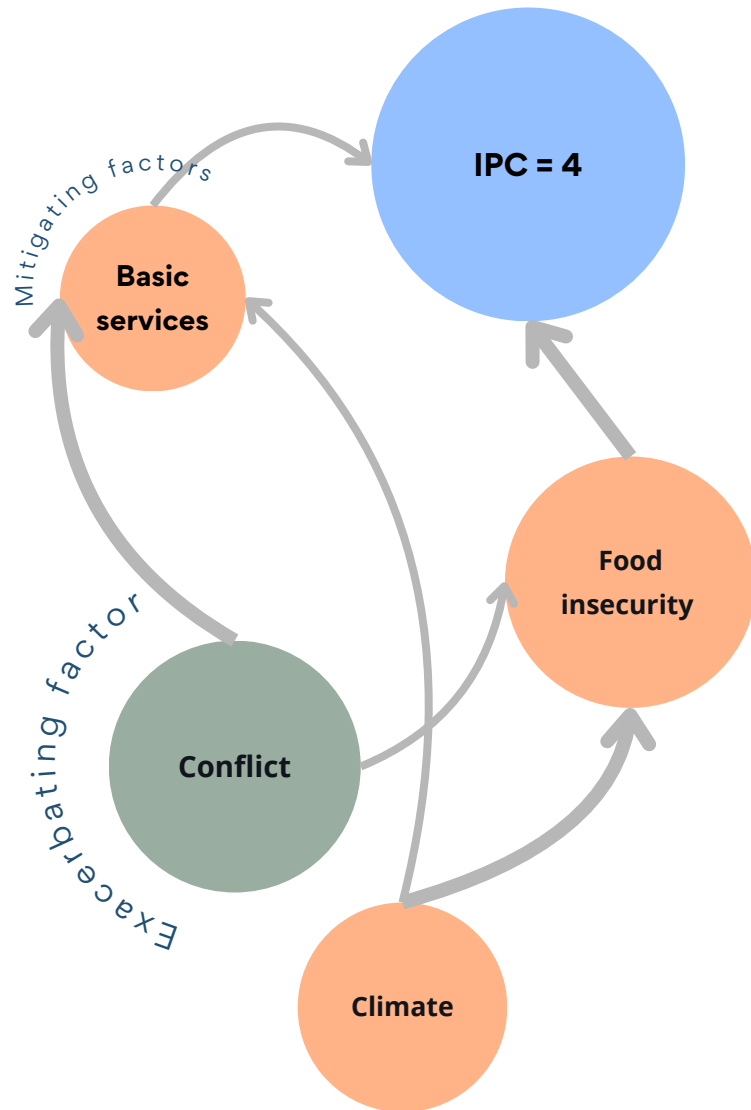 IPC = 4
Mitigating factors
Basic
services
Food
insecurity
Exacerbating factor
Conflict
Climate